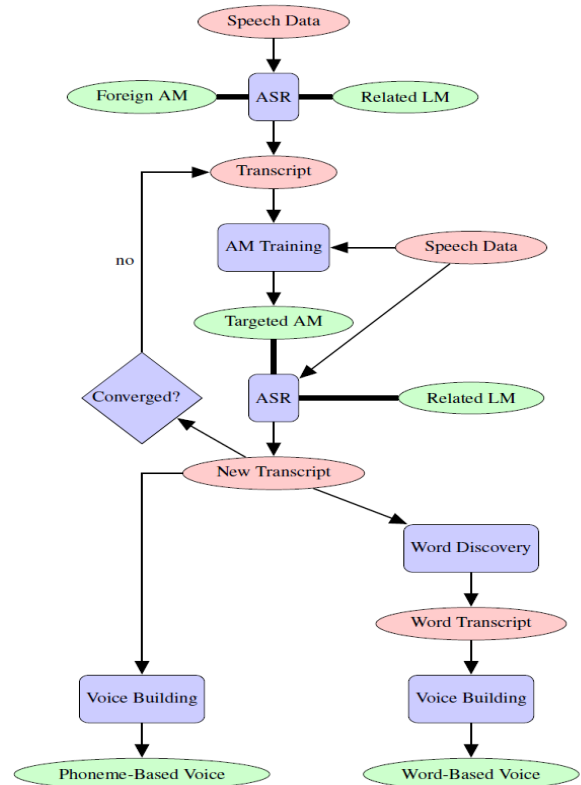 Speech Data
Foreign AM
ASR
Related LM
Transcript
AM Training
Speech Data
no
Targeted AM
Converged?
ASR
Related LM
New Transcript
Word Discovery
Word Transcript
Voice Building
Voice Building
Phoneme-Based Voice
Word-Based Voice